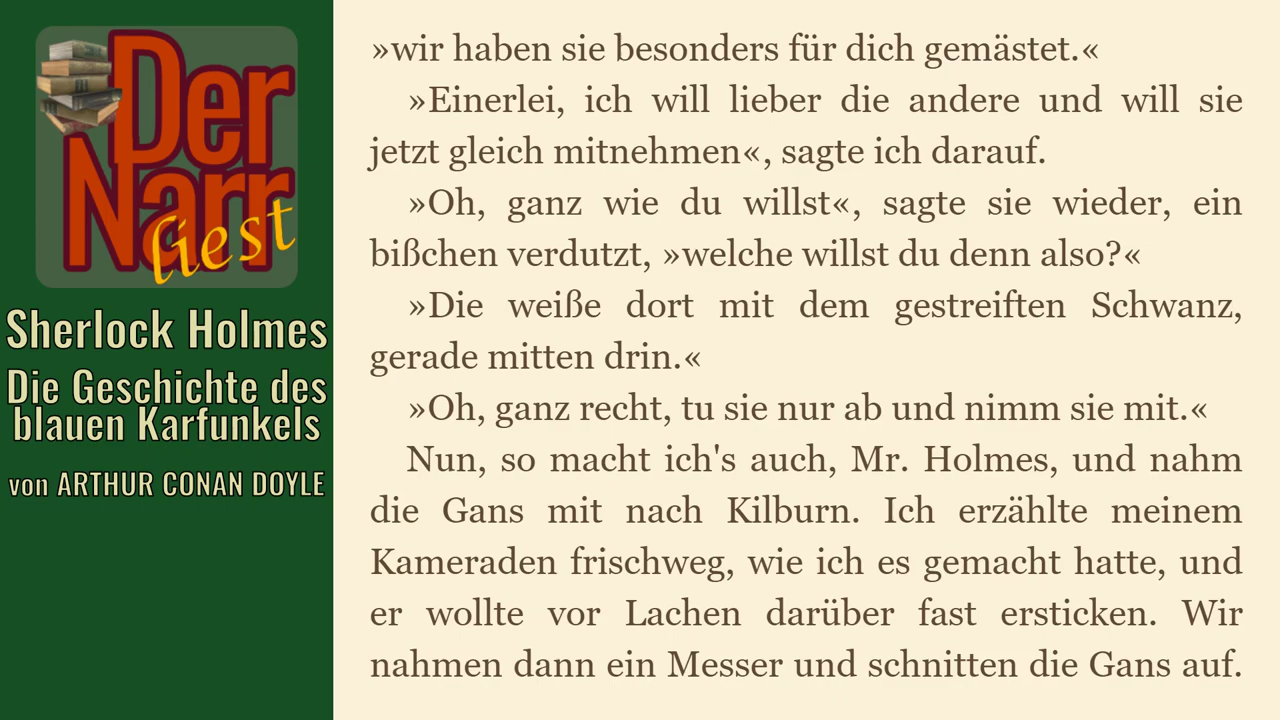 Der
Narr
liest
Sherlock Holmes
Die Geschichte des
blauen Karfunkels
von ARTHUR CONAN DOYLE
»wir haben sie besonders für dich gemästet.«
»Einerlei, ich will lieber die andere und will sie
jetzt gleich mitnehmen«, sagte ich darauf.
»Oh, ganz wie du willst«, sagte sie wieder, ein
bißchen verdutzt, »welche willst du denn also?«
»Die weiße dort mit dem gestreiften Schwanz,
gerade mitten drin.«
»Oh, ganz recht, tu sie nur ab und nimm sie mit.«
Nun, so macht ich's auch, Mr. Holmes, und nahm
die Gans mit nach Kilburn. Ich erzählte meinem
Kameraden frischweg, wie ich es gemacht hatte, und
er wollte vor Lachen darüber fast ersticken. Wir
nahmen dann ein Messer und schnitten die Gans auf.